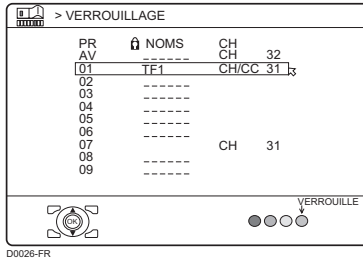 > VERROUILLAGE
PR NOMS CH
AV ------ CH 32
01 TF1 CH/CC 31
02 ------
03 ------
04 ------
05 ------
06 ------
07 CH 31
08 ------
09 ------
VERROUILLE
OK
D0026-FR